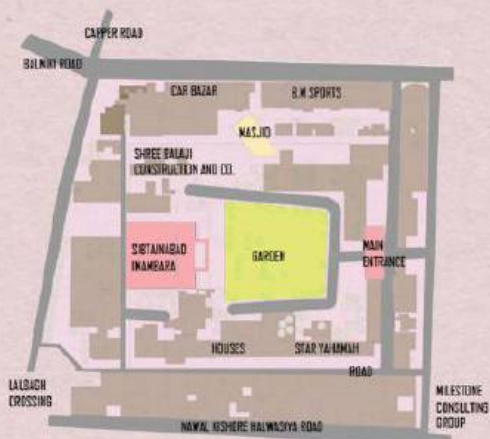 CAPPER ROAD
BALMIKI ROAD
CAR BAZAR
B.M SPORTS
MASJID
SHREE BALAJI
CONSTRUCTION AND CO.
SIBTAINABAD
IMAMBARA
GARDEN
MAIN
ENTRANCE
HOUSES
STAR YAHAMAH
ROAD
LALBAGH
CROSSING
MILESTONE
CONSULTING
GROUP
NAWAL KISHORE HALWASIYA ROAD